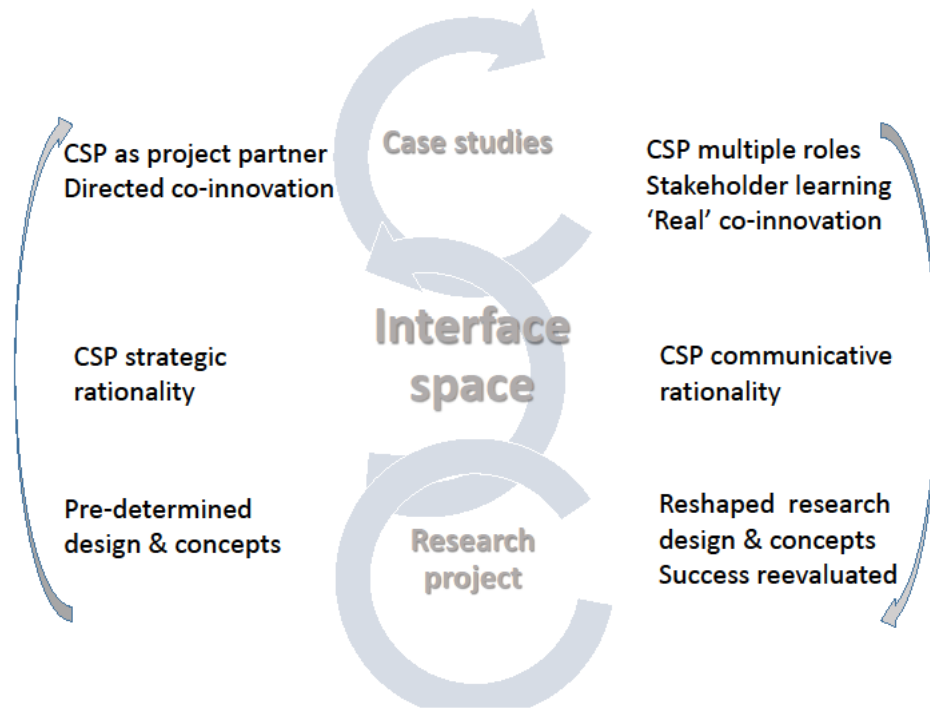 Case studies
CSP as project partner
Directed co-innovation
CSP multiple roles
Stakeholder learning
‘Real’ co-innovation
Interface
space
CSP strategic
rationality
CSP communicative
rationality
Pre-determined
design & concepts
Research
project
Reshaped  research
design & concepts
Success reevaluated